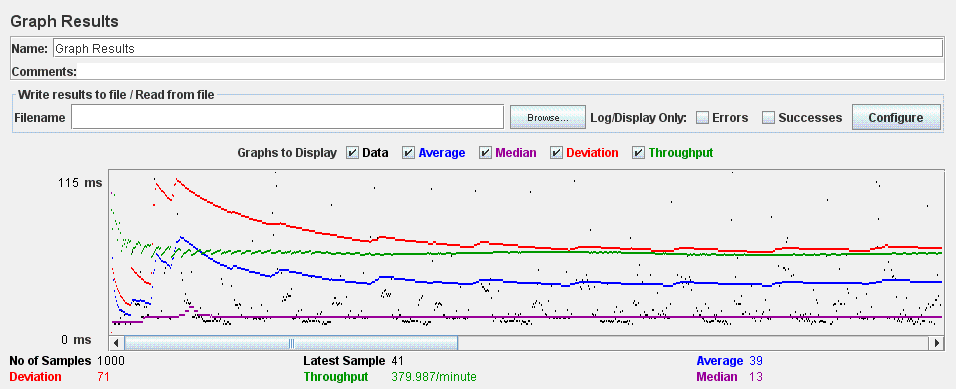 Graph Results
Name: Graph Results
Comments:
Write results to file / Read from file
Filename Browse... Log/Display Only: Errors Successes Configure
Graphs to Display Data Average Median Deviation Throughput
115 ms
0 ms
No of Samples 1000 Latest Sample 41 Average 39
Deviation 71 Throughput 379.987/minute Median 13